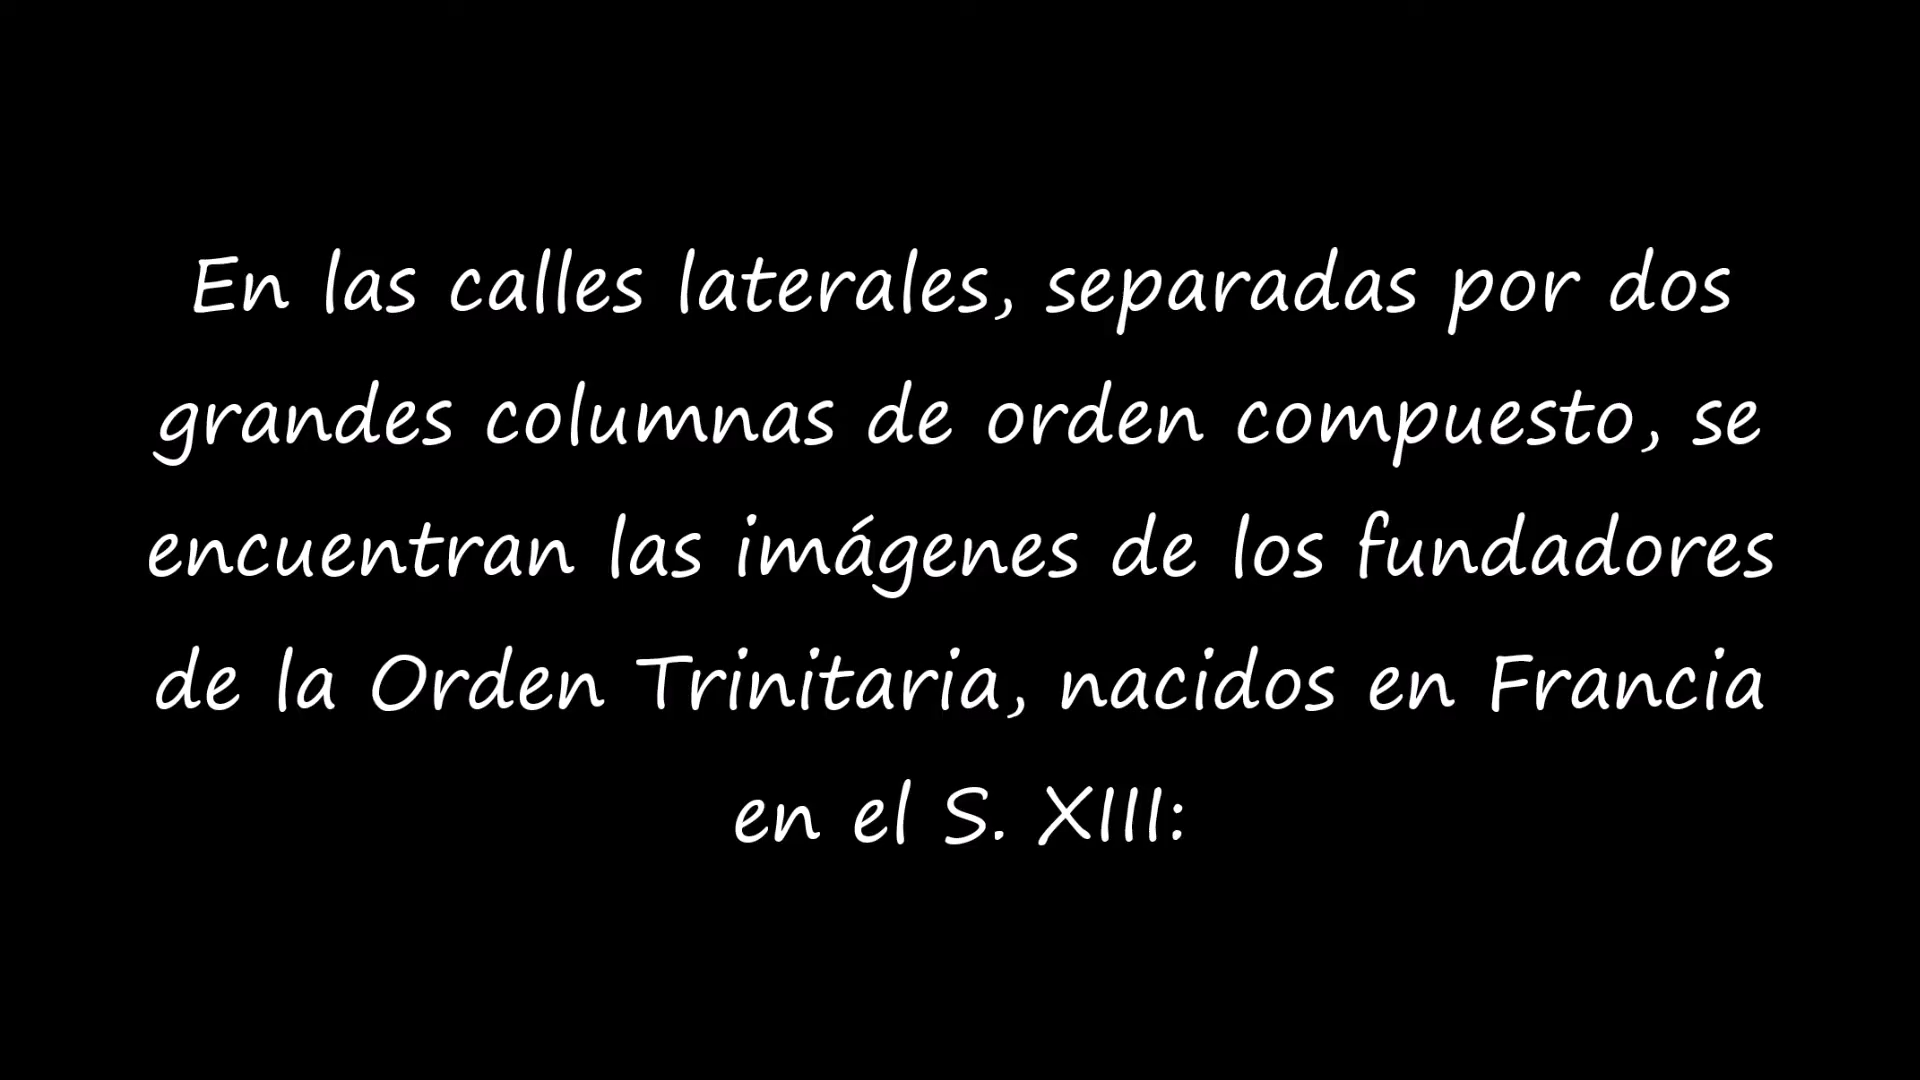 En las calles laterales, separadas por dos
grandes columnas de orden compuesto, se
encuentran las imágenes de los fundadores
de la Orden Trinitaria, nacidos en Francia
en el S. XIII: